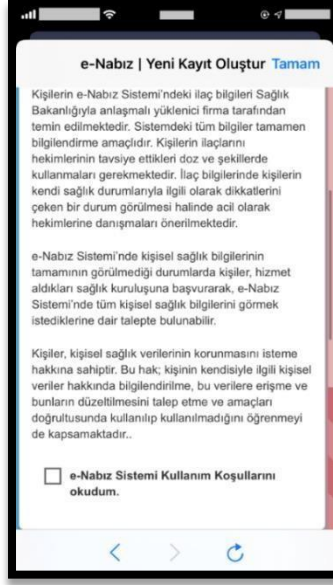 e-Nabız | Yeni Kayıt Oluştur Tamam
Kişilerin e-Nabız Sistemi'ndeki ilaç bilgileri Sağlık
Bakanlığıyla anlaşmalı yüklenici firma tarafından
temin edilmektedir. Sistemdeki tüm bilgiler tamamen
bilgilendirme amaçlıdır. Kişilerin ilaçlarını
hekimlerinin tavsiye ettikleri doz ve şekillerde
kullanmaları gerekmektedir. İlaç bilgilerinde kişilerin
kendi sağlık durumlarıyla ilgili olarak dikkatlerini
çeken bir durum görülmesi halinde acil olarak
hekimlerine danışmaları önerilmektedir.
e-Nabız Sistemi'nde kişisel sağlık bilgilerinin
tamamının görülmediği durumlarda kişiler, hizmet
aldıkları sağlık kuruluşuna başvurarak, e-Nabız
Sistemi'nde tüm kişisel sağlık bilgilerini görmek
istediklerine dair talepte bulunabilir.
Kişiler, kişisel sağlık verilerinin korunmasını isteme
hakkına sahiptir. Bu hak; kişinin kendisiyle ilgili kişisel
veriler hakkında bilgilendirilme, bu verilere erişme ve
bunların düzeltilmesini talep etme ve amaçları
doğrultusunda kullanılıp kullanılmadığını öğrenmeyi
de kapsamaktadır..
e-Nabız Sistemi Kullanım Koşullarını
okudum.